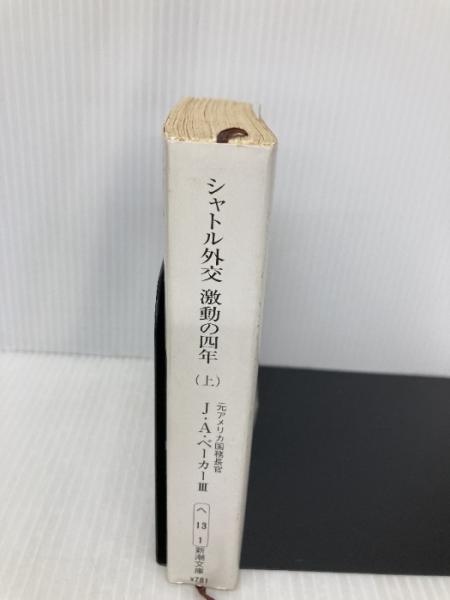 シャトル外交 激動の四年
(上)
元アメリカ国務長官
J・A・ベーカーⅢ
へ
13
1
新潮文庫
¥781